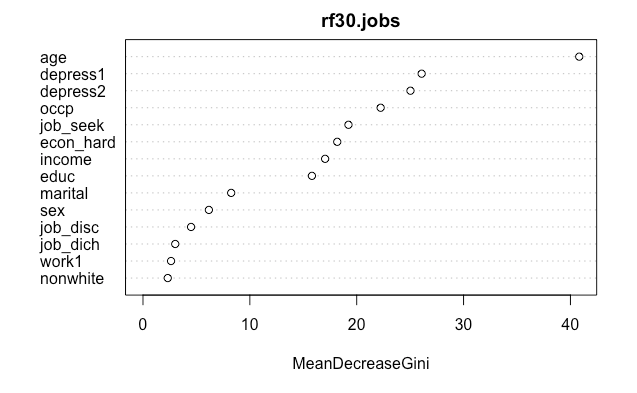 rf30.jobs
age
depress1
depress2
occp
job_seek
econ_hard
income
educ
marital
sex
job_disc
job_dich
work1
nonwhite
0 10 20 30 40
MeanDecreaseGini